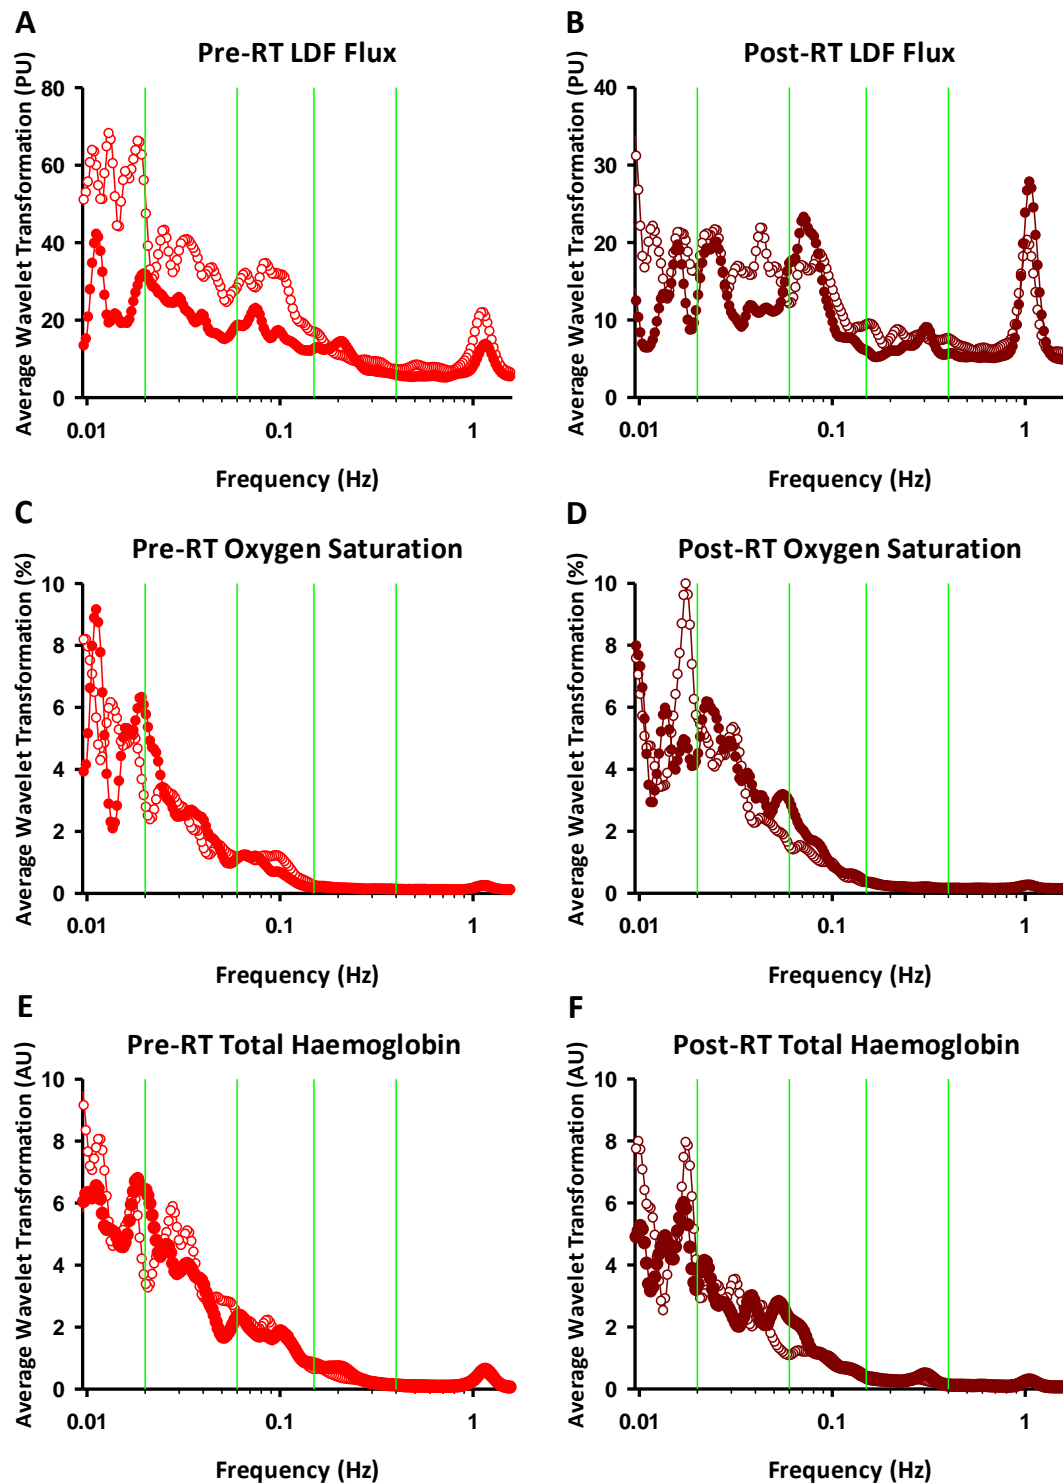 A
Pre-RT LDF Flux
Average Wavelet Transformation (PU)
80
60
40
20
0
0.01
0.1
1
Frequency (Hz)
B
Post-RT LDF Flux
Average Wavelet Transformation (PU)
40
30
20
10
0
0.01
0.1
1
Frequency (Hz)
C
Pre-RT Oxygen Saturation
Average Wavelet Transformation (%)
10
8
6
4
2
0
0.01
0.1
1
Frequency (Hz)
D
Post-RT Oxygen Saturation
Average Wavelet Transformation (%)
10
8
6
4
2
0
0.01
0.1
1
Frequency (Hz)
E
Pre-RT Total Haemoglobin
Average Wavelet Transformation (AU)
10
8
6
4
2
0
0.01
0.1
1
Frequency (Hz)
F
Post-RT Total Haemoglobin
Average Wavelet Transformation (AU)
10
8
6
4
2
0
0.01
0.1
1
Frequency (Hz)